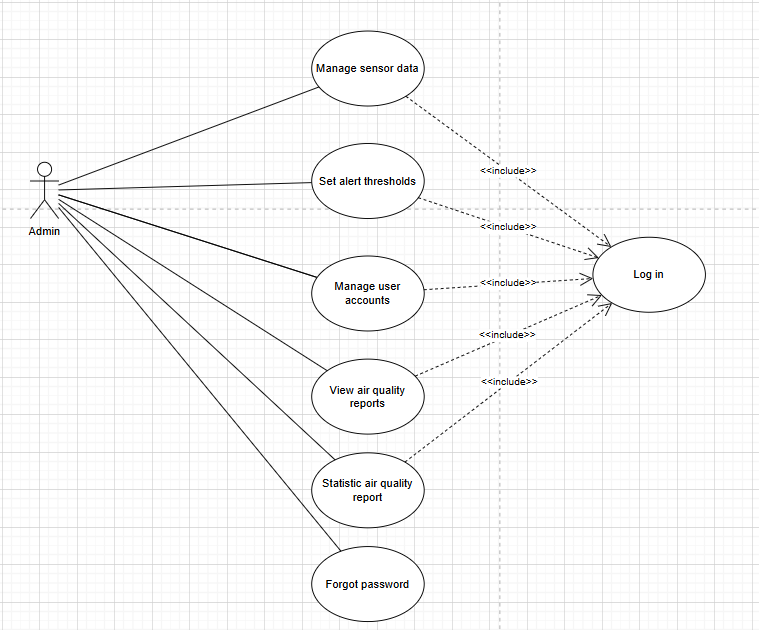 Manage sensor data
<<include>>
Set alert thresholds
Admin
<<include>>
Log in
Manage user
accounts
<<include>>
<<include>>
View air quality
reports
<<include>>
Statistic air quality
report
Forgot password